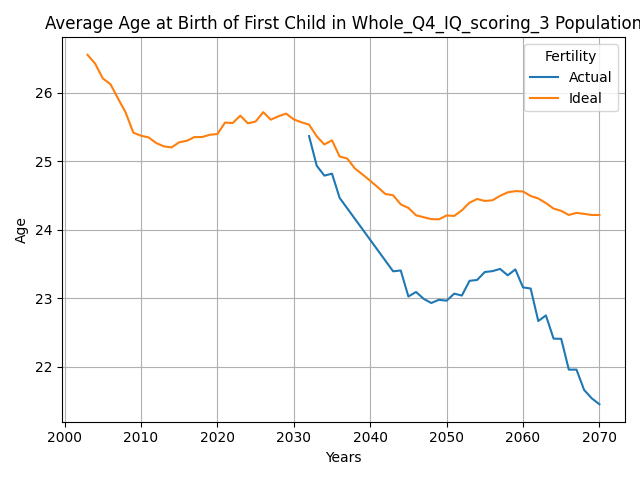 Average Age at Birth of First Child in Whole_Q4_IQ_scoring_3 Population
Fertility
Actual
Ideal
26
25
24
23
22
Age
2000 2010 2020 2030 2040 2050 2060 2070
Years